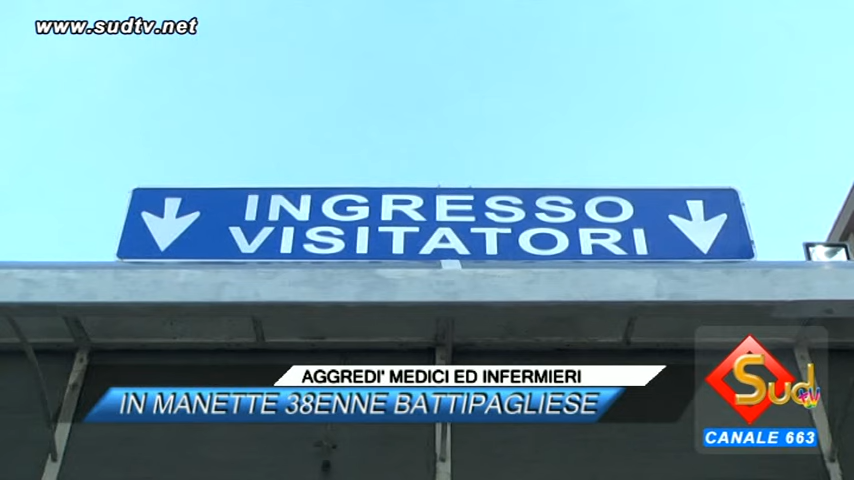 www.sudtv.net
INGRESSO
VISITATORI
AGGREDI' MEDICI ED INFERMIERI
IN MANETTE 38ENNE BATTIPAGLIESE
Sud tv
CANALE 663